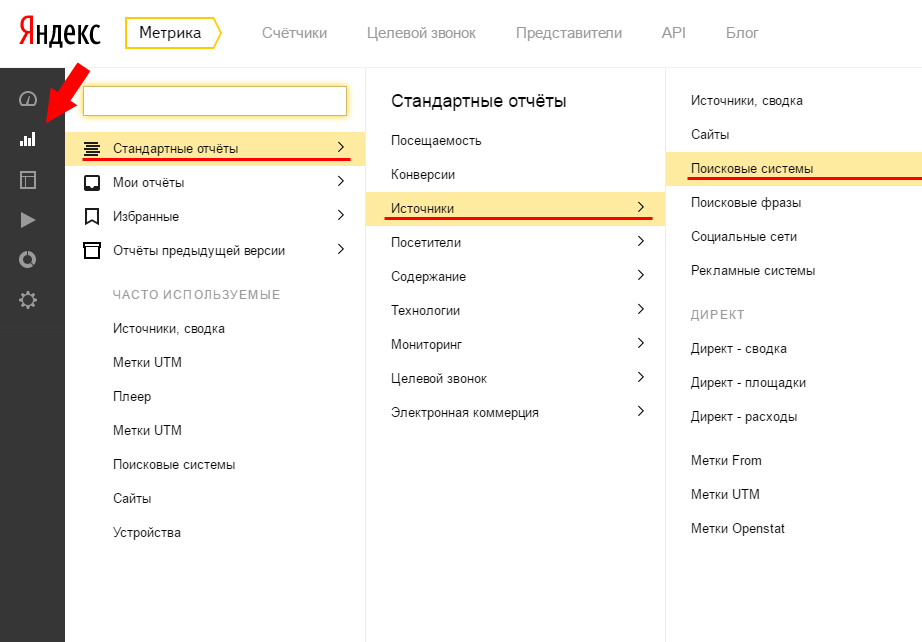 Яндекс
Метрика
Счётчики
Целевой звонок
Представители
API
Блог
Стандартные отчёты
Мои отчёты
Избранные
Отчёты предыдущей версии
ЧАСТО ИСПОЛЬЗУЕМЫЕ
Источники, сводка
Метки UTM
Плеер
Метки UTM
Поисковые системы
Сайты
Устройства
Стандартные отчёты
Посещаемость
Конверсии
Источники
Посетители
Содержание
Технологии
Мониторинг
Целевой звонок
Электронная коммерция
Источники, сводка
Сайты
Поисковые системы
Поисковые фразы
Социальные сети
Рекламные системы
ДИРЕКТ
Директ - сводка
Директ - площадки
Директ - расходы
Метки From
Метки UTM
Метки Openstat